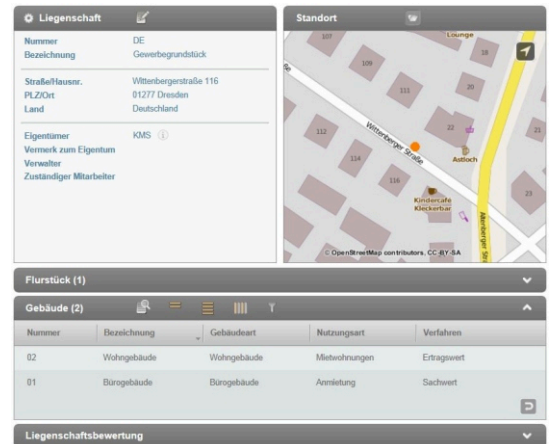 Liegenschaft
Nummer DE
Bezeichnung Gewerbegrundstück
Straße/Hausnr. Wittenbergerstraße 116
PLZ/Ort 01277 Dresden
Land Deutschland
Eigentümer KMS
Vermerk zum Eigentum
Verwalter
Zuständiger Mitarbeiter
Standort
Lounge
107
18
109
20
111
112
22
21
Wittenberger Straße
114
Astloch
116
Kindercafe
Kleckerbar
23
Altenberger Str
© OpenStreetMap contributors, CC-BY-SA
Flurstück (1)
Gebäude (2)
Nummer Bezeichnung Gebäudeart Nutzungsart Verfahren
02 Wohngebäude Wohngebäude Mietwohnungen Ertragswert
01 Bürogebäude Bürogebäude Anmietung Sachwert
Liegenschaftsbewertung